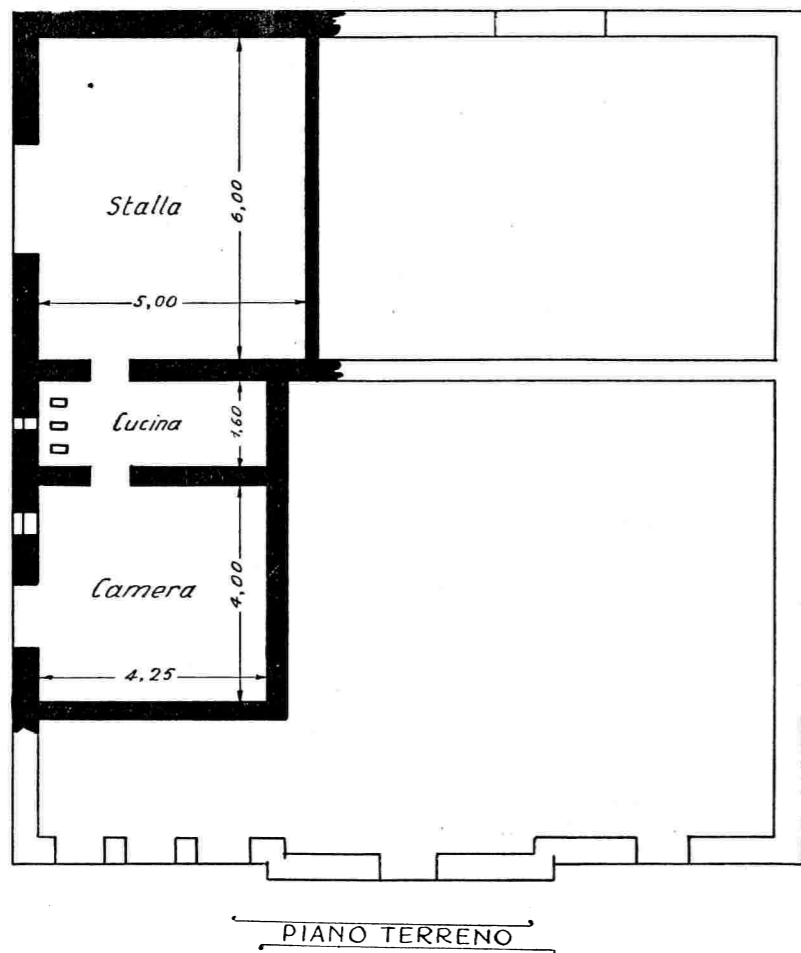 Stalla
6,00
5,00
Cucina
1,60
Camera
4,00
4,25
PIANO TERRENO